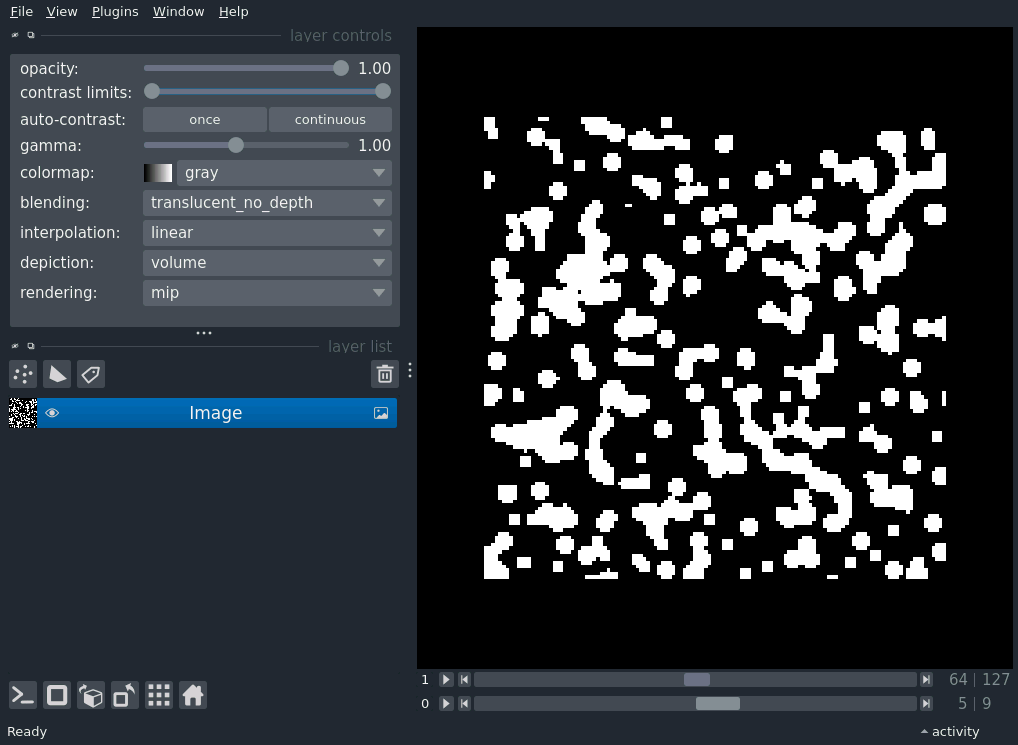 File View Plugins Window Help
layer controls
opacity: 1.00
contrast limits:
auto-contrast: once continuous
gamma: 1.00
colormap: gray
blending: translucent_no_depth
interpolation: linear
depiction: volume
rendering: mip
layer list
Image
1 64 | 127
0 5 | 9
Ready activity